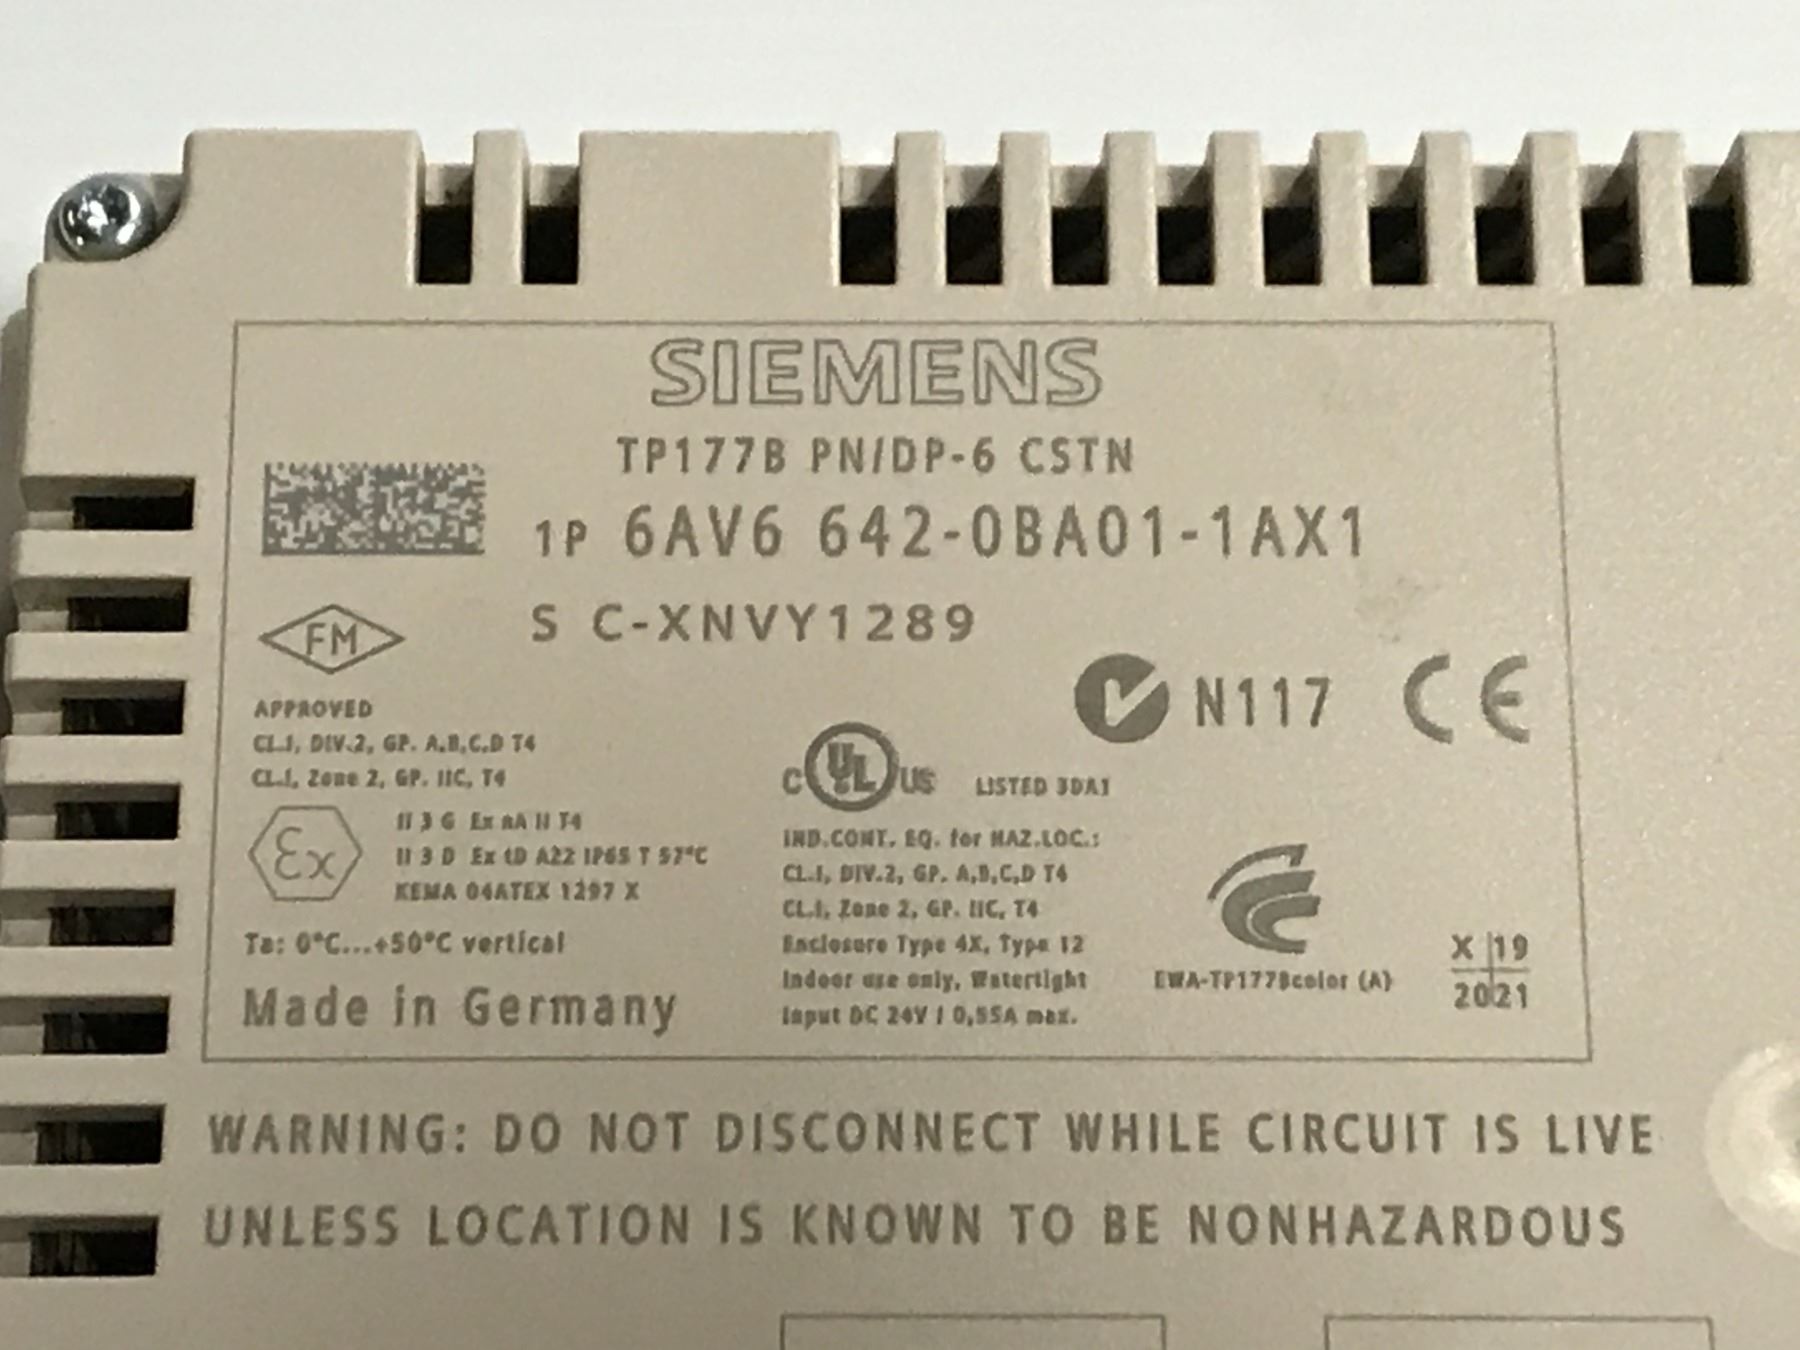 SIEMENS
TP177B PN/DP-6 CSTN
1P 6AV6 642-0BA01-1AX1
S C-XNVY1289
FM
N117 CE
APPROVED
CL.I, DIV.2, GP. A,B,C,D T4
CL.I, Zone 2, GP. IIC, T4
C UL US LISTED 3DA1
Ex
II 3 G Ex nA II T4
II 3 D Ex tD A22 IP65 T 57°C
KEMA 04ATEX 1297 X
Ta: 0°C...+50°C vertical
Made in Germany
IND.CONT. EQ. for HAZ.LOC.:
CL.I, DIV.2, GP. A,B,C,D T4
CL.I, Zone 2, GP. IIC, T4
Enclosure Type 4X, Type 12
Indoor use only, Watertight
Input DC 24V / 0,55A max.
EWA-TP177Bcolor (A)
X 19
2021
WARNING: DO NOT DISCONNECT WHILE CIRCUIT IS LIVE
UNLESS LOCATION IS KNOWN TO BE NONHAZARDOUS